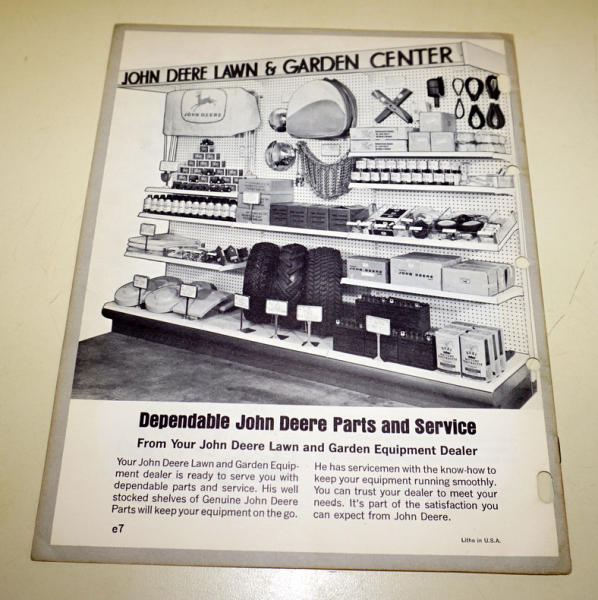 JOHN DEERE LAWN & GARDEN CENTER
JOHN DEERE
JOHN DEERE
Dependable John Deere Parts and Service
From Your John Deere Lawn and Garden Equipment Dealer
Your John Deere Lawn and Garden Equip-
ment dealer is ready to serve you with
dependable parts and service. His well
stocked shelves of Genuine John Deere
Parts will keep your equipment on the go.
He has servicemen with the know-how to
keep your equipment running smoothly.
You can trust your dealer to meet your
needs. It's part of the satisfaction you
can expect from John Deere.
e7
Litho in U.S.A.